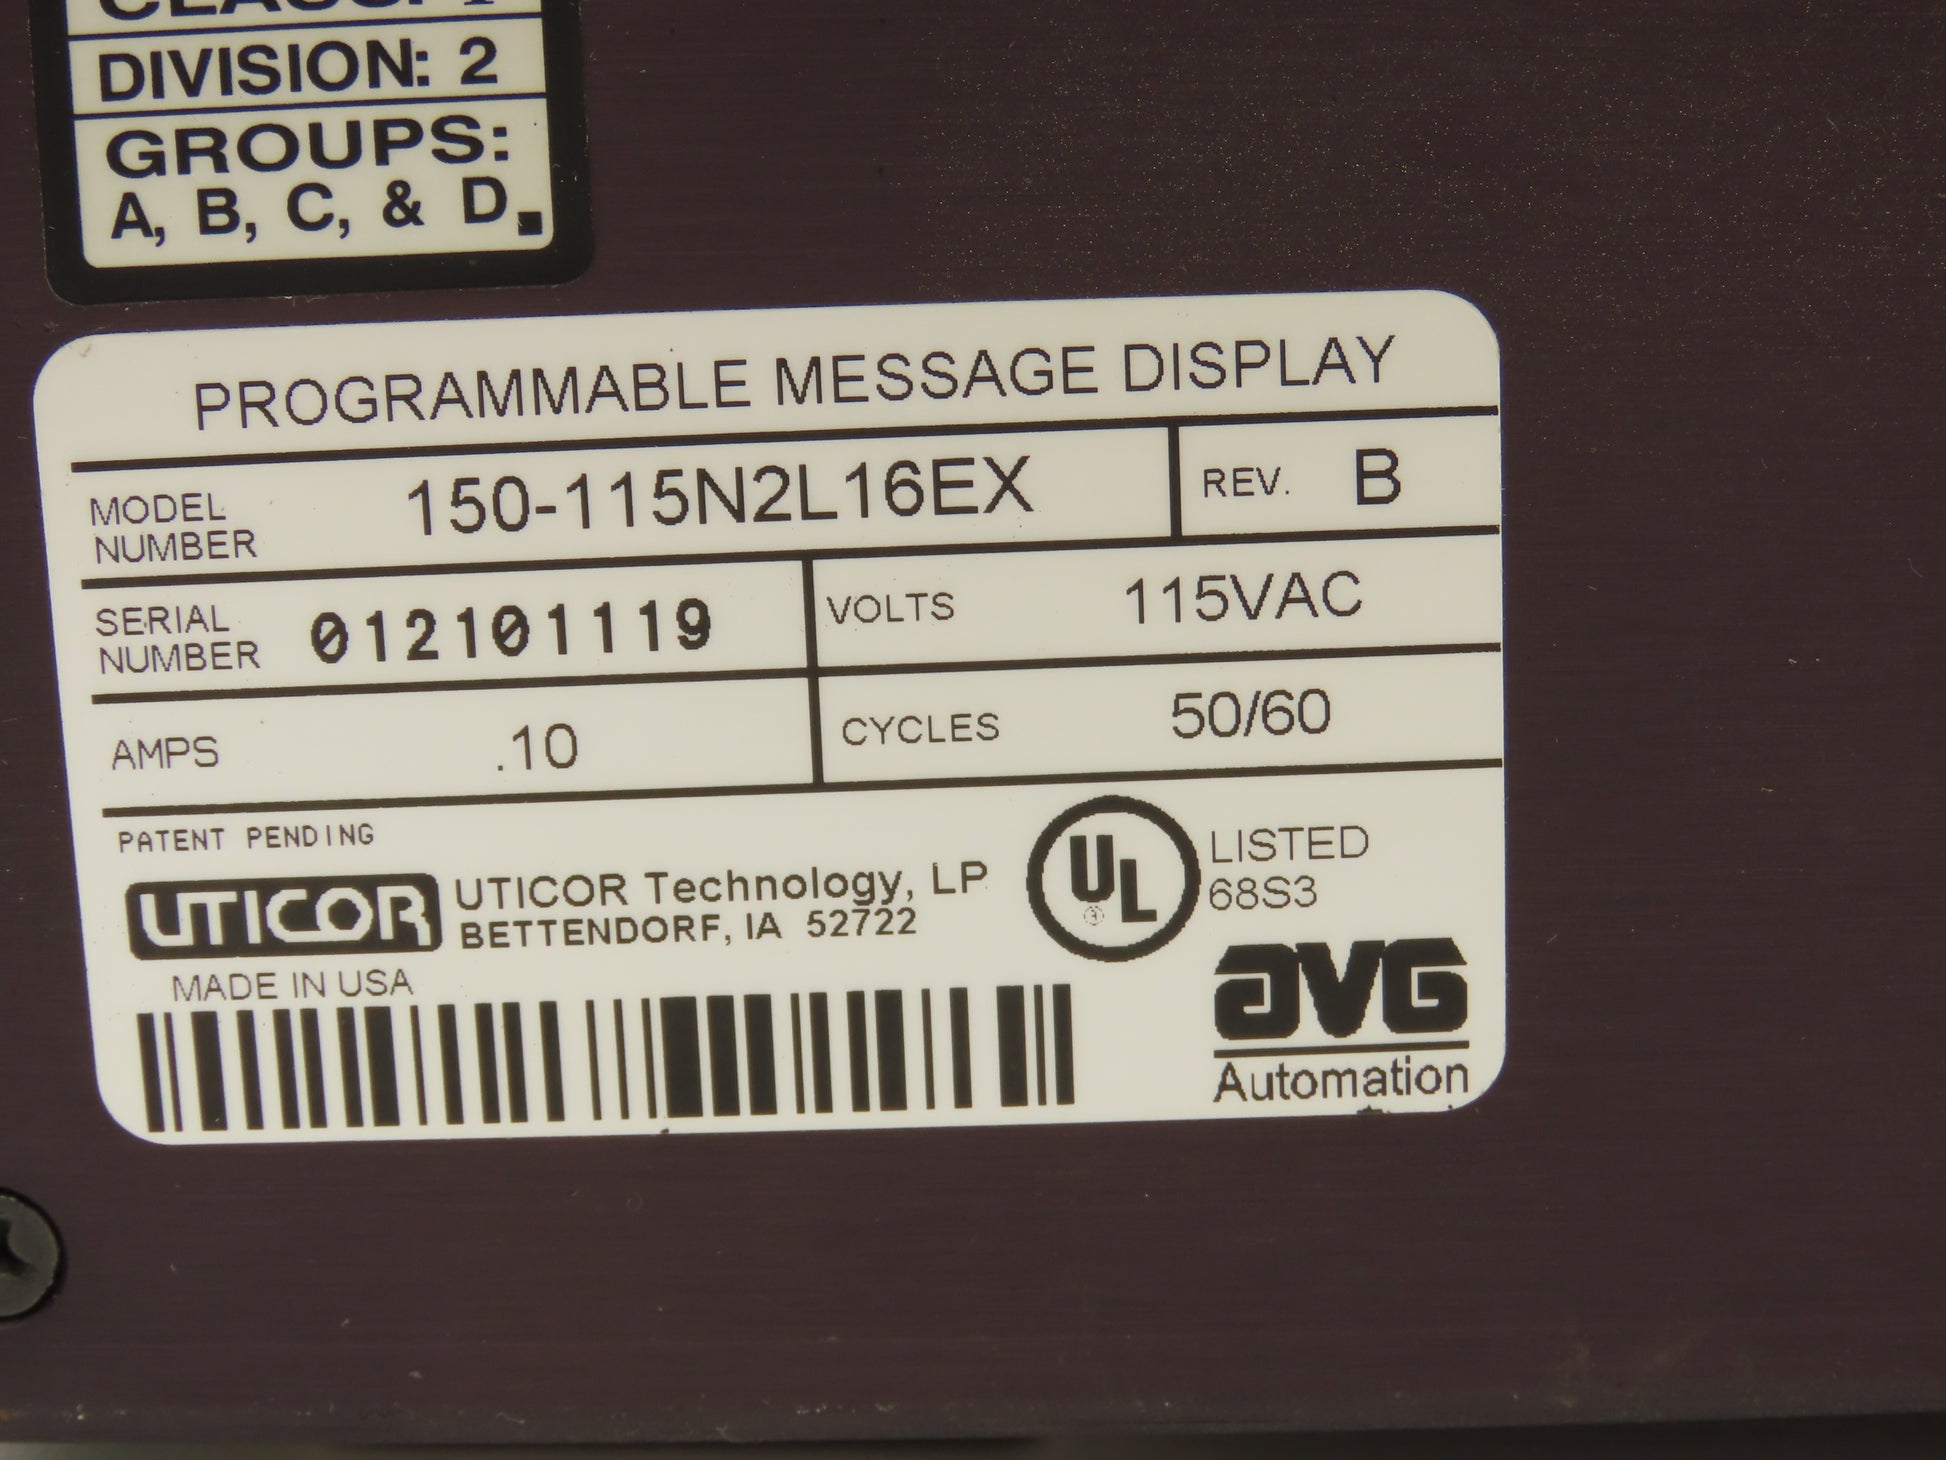 CLASS: I
DIVISION: 2
GROUPS:
A, B, C, & D.
PROGRAMMABLE MESSAGE DISPLAY
MODEL NUMBER 150-115N2L16EX REV. B
SERIAL NUMBER 012101119 VOLTS 115VAC
AMPS .10 CYCLES 50/60
PATENT PENDING
UTICOR UTICOR Technology, LP
BETTENDORF, IA 52722
MADE IN USA
UL LISTED
68S3
AVG
Automation